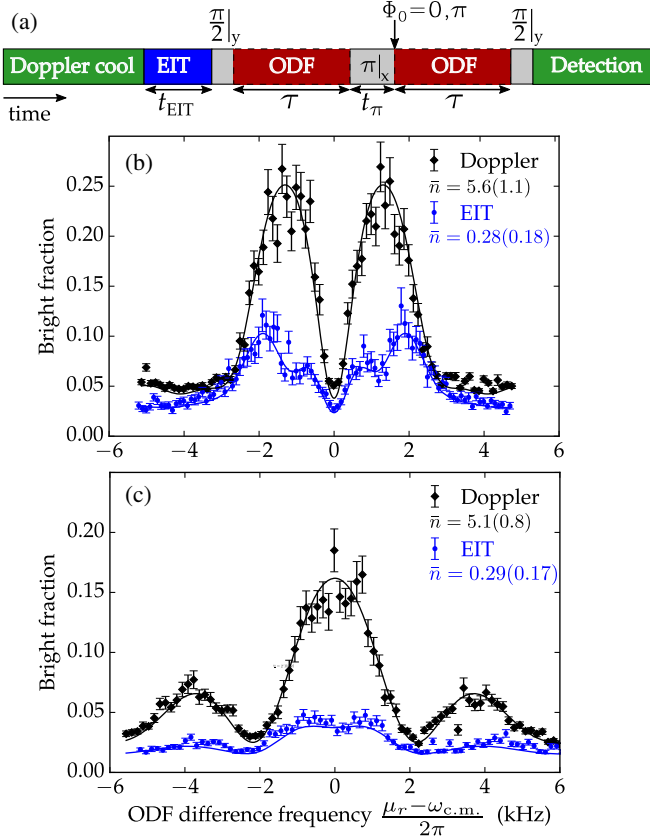 (a) π/2|y Φ₀=0,π π/2|y
Doppler cool EIT ODF π|x ODF Detection
time t_EIT τ t_π τ
(b)
Doppler
n̄ = 5.6(1.1)
EIT
n̄ = 0.28(0.18)
Bright fraction
0.25
0.20
0.15
0.10
0.05
0.00
−6 −4 −2 0 2 4 6
(c)
Doppler
n̄ = 5.1(0.8)
EIT
n̄ = 0.29(0.17)
Bright fraction
0.20
0.15
0.10
0.05
0.00
−6 −4 −2 0 2 4 6
ODF difference frequency (μ_r − ω_c.m.)/2π (kHz)